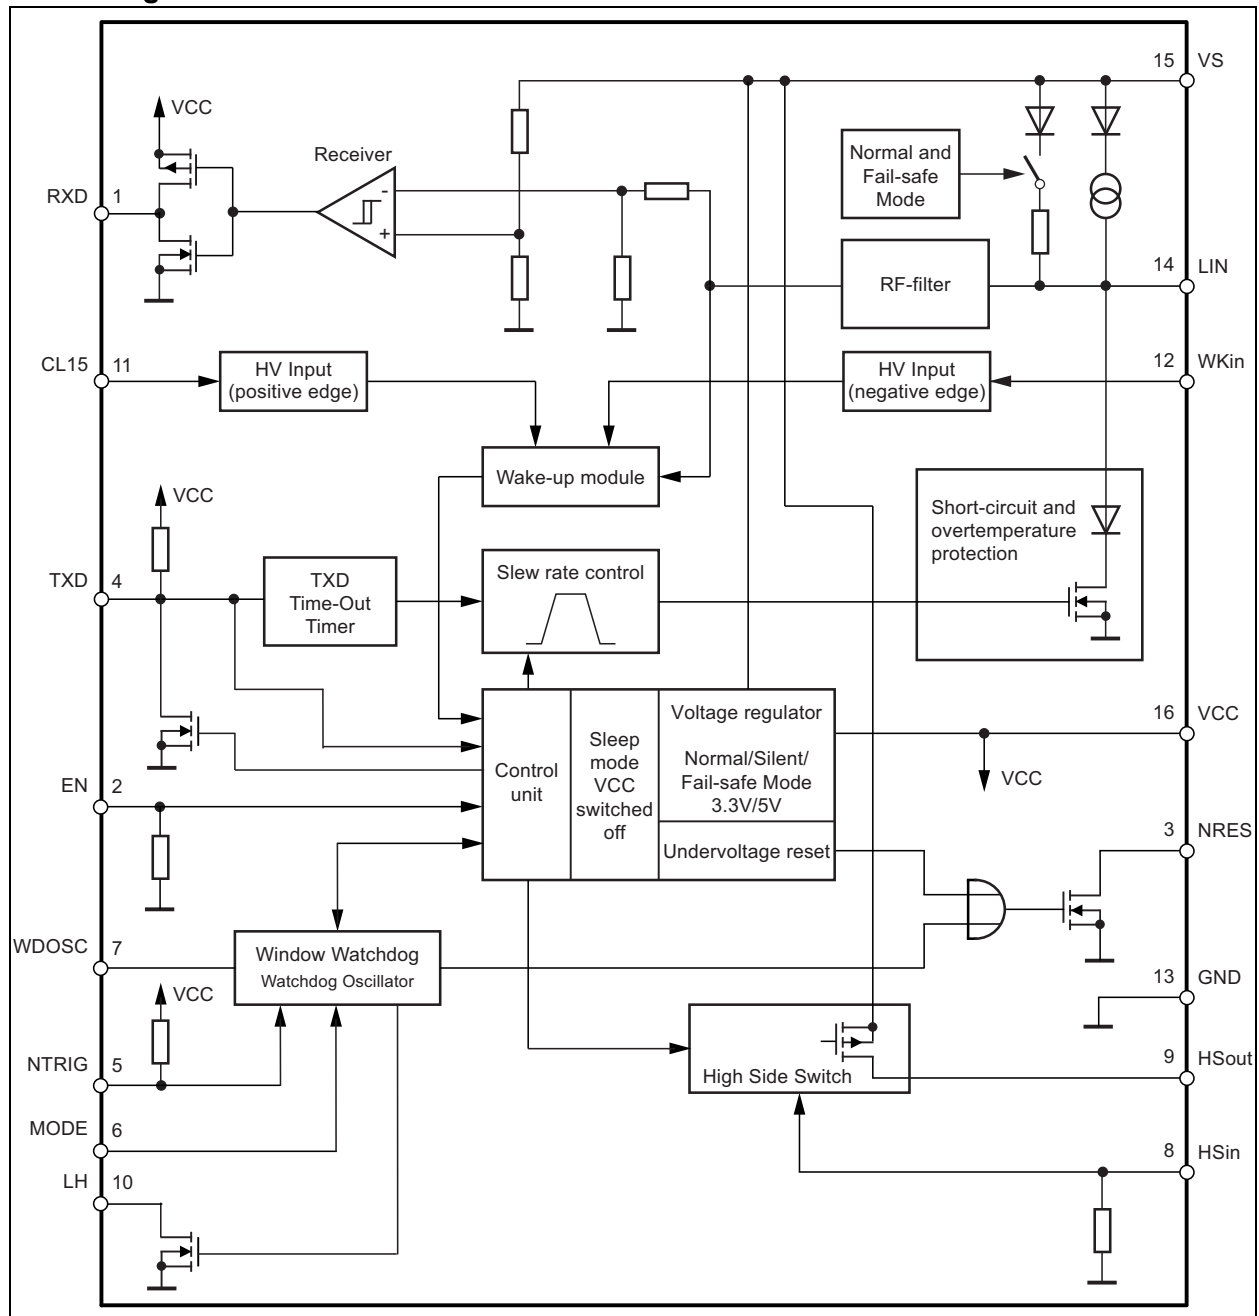 15 VS
VCC
Receiver
Normal and
Fail-safe
Mode
RXD 1
-
+
14 LIN
RF-filter
CL15 11
HV Input
(positive edge)
HV Input
(negative edge)
12 WKin
Wake-up module
VCC
Short-circuit and
overtemperature
protection
TXD 4
TXD
Time-Out
Timer
Slew rate control
Voltage regulator
Normal/Silent/
Fail-safe Mode
3.3V/5V
16 VCC
VCC
Control
unit
Sleep
mode
VCC
switched
off
EN 2
3 NRES
Undervoltage reset
WDOSC 7
Window Watchdog
Watchdog Oscillator
13 GND
VCC
NTRIG 5
High Side Switch
9 HSout
MODE 6
8 HSin
LH 10